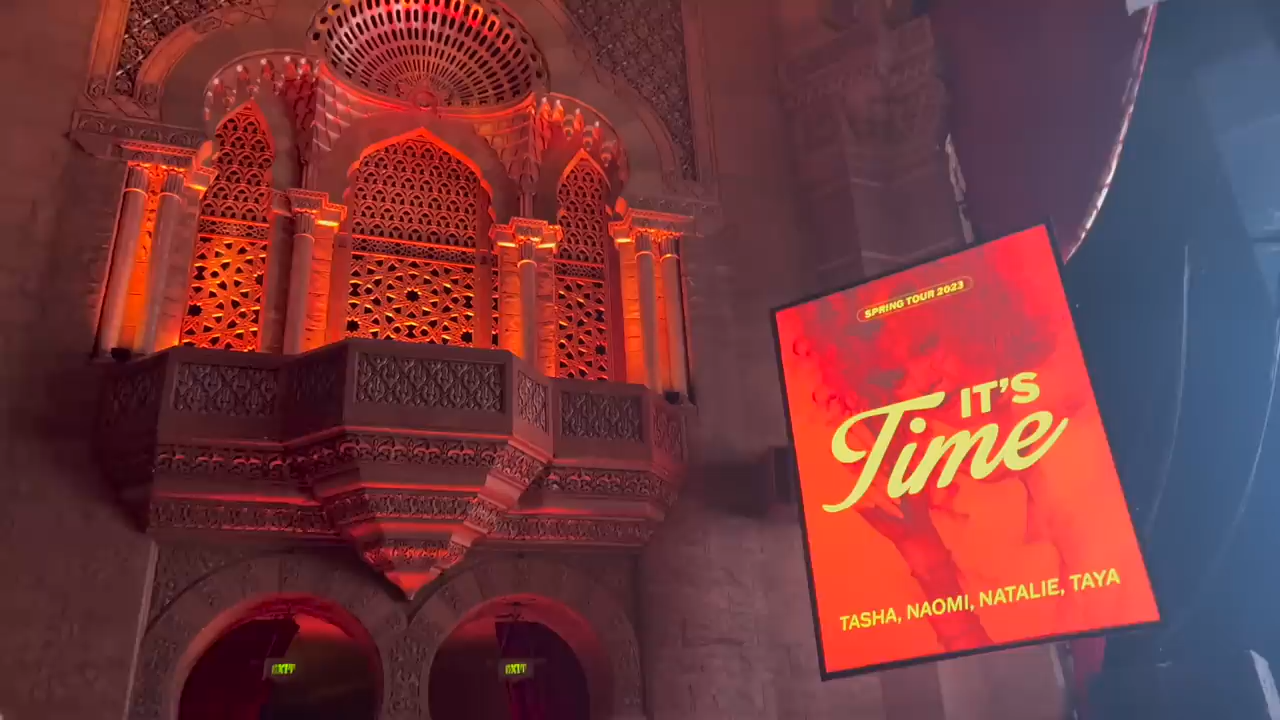 SPRING TOUR 2023
IT'S
Time
TASHA, NAOMI, NATALIE, TAYA
EXIT
EXIT